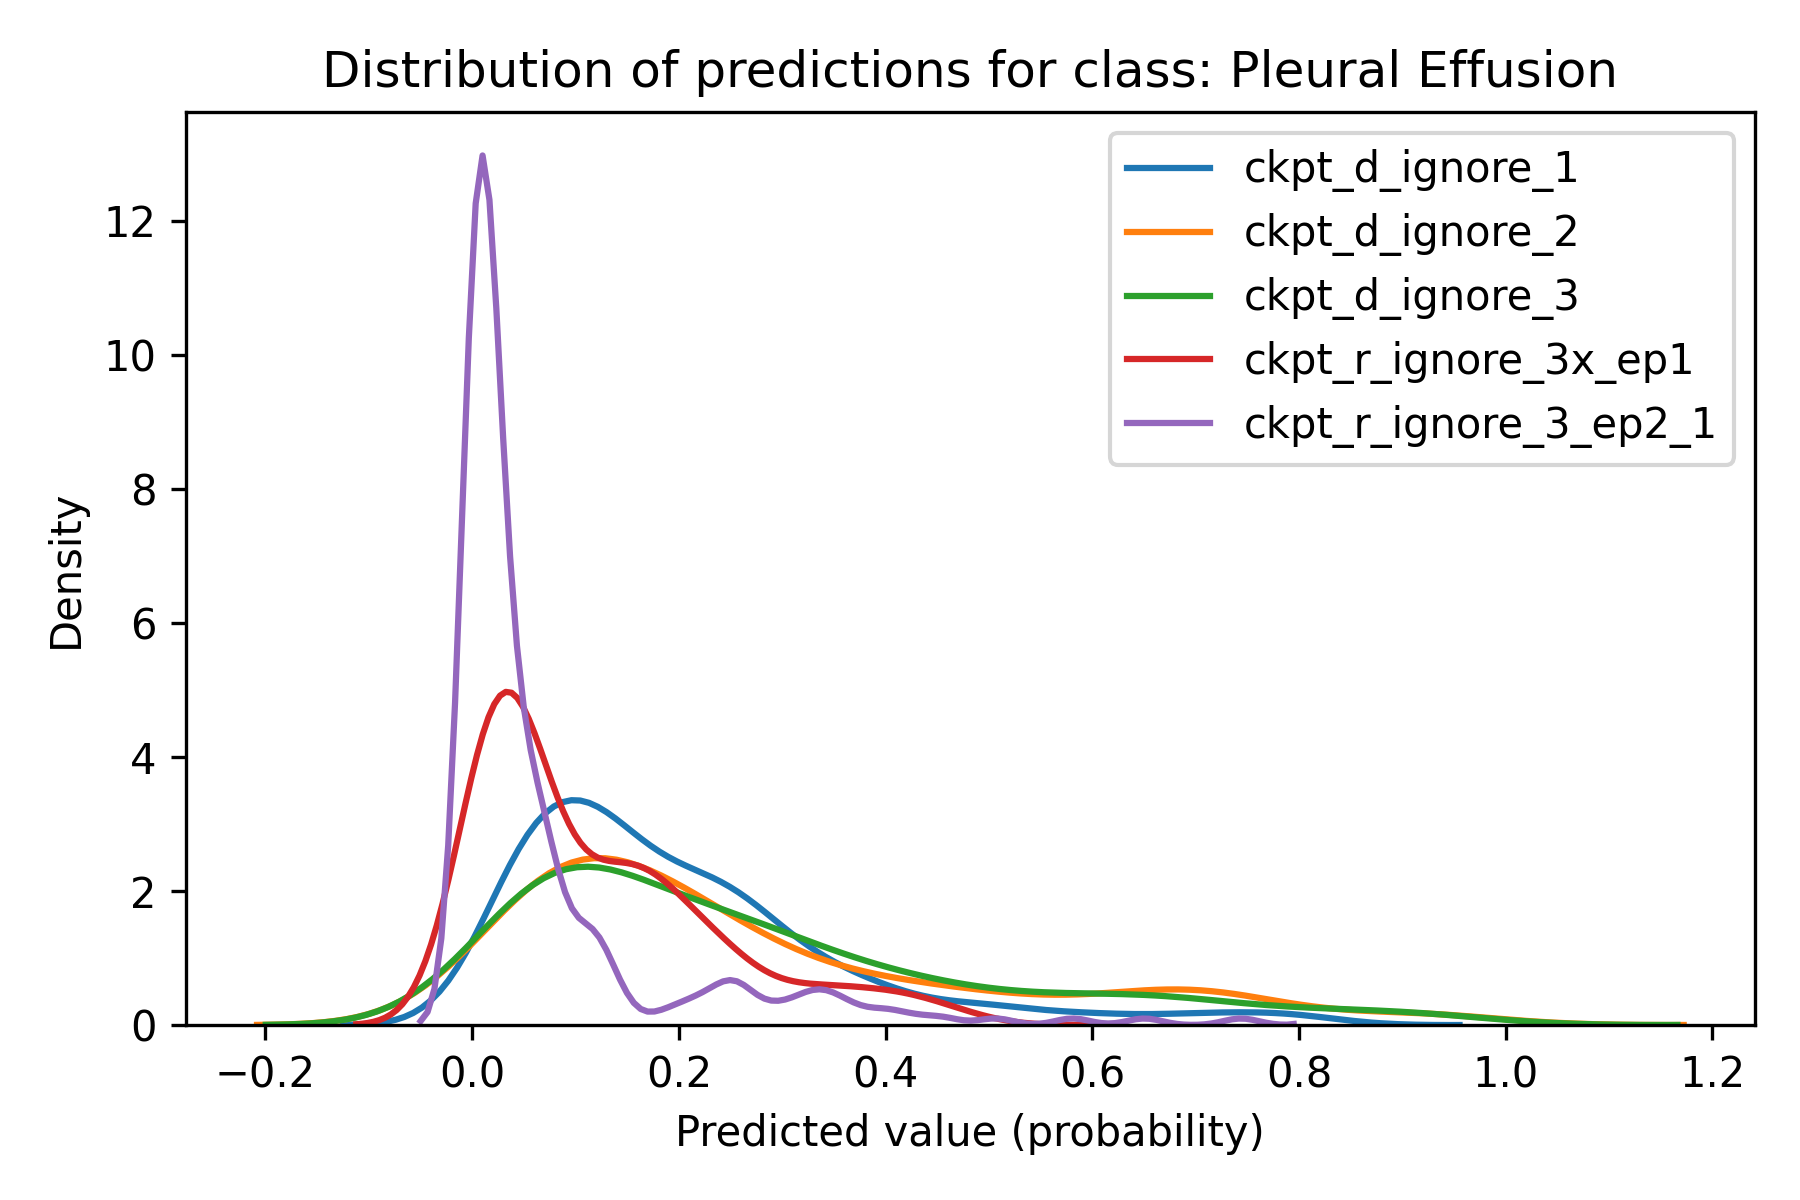 Distribution of predictions for class: Pleural Effusion
ckpt_d_ignore_1
ckpt_d_ignore_2
ckpt_d_ignore_3
ckpt_r_ignore_3x_ep1
ckpt_r_ignore_3_ep2_1
Density
12
10
8
6
4
2
0
−0.2 0.0 0.2 0.4 0.6 0.8 1.0 1.2
Predicted value (probability)